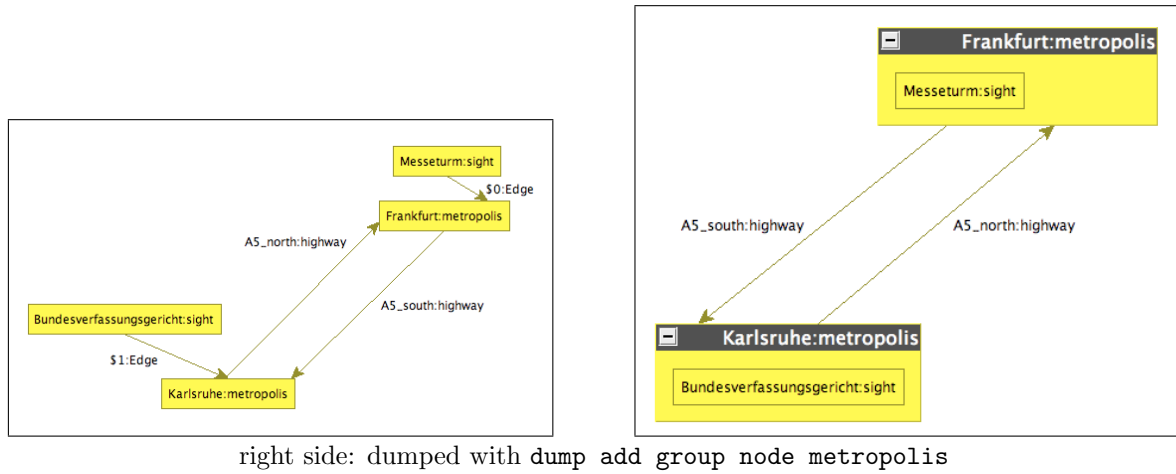 Messeturm:sight
$0:Edge
Frankfurt:metropolis
A5_north:highway
A5_south:highway
Bundesverfassungsgericht:sight
$1:Edge
Karlsruhe:metropolis
Frankfurt:metropolis
Messeturm:sight
A5_south:highway
A5_north:highway
Karlsruhe:metropolis
Bundesverfassungsgericht:sight
right side: dumped with dump add group node metropolis